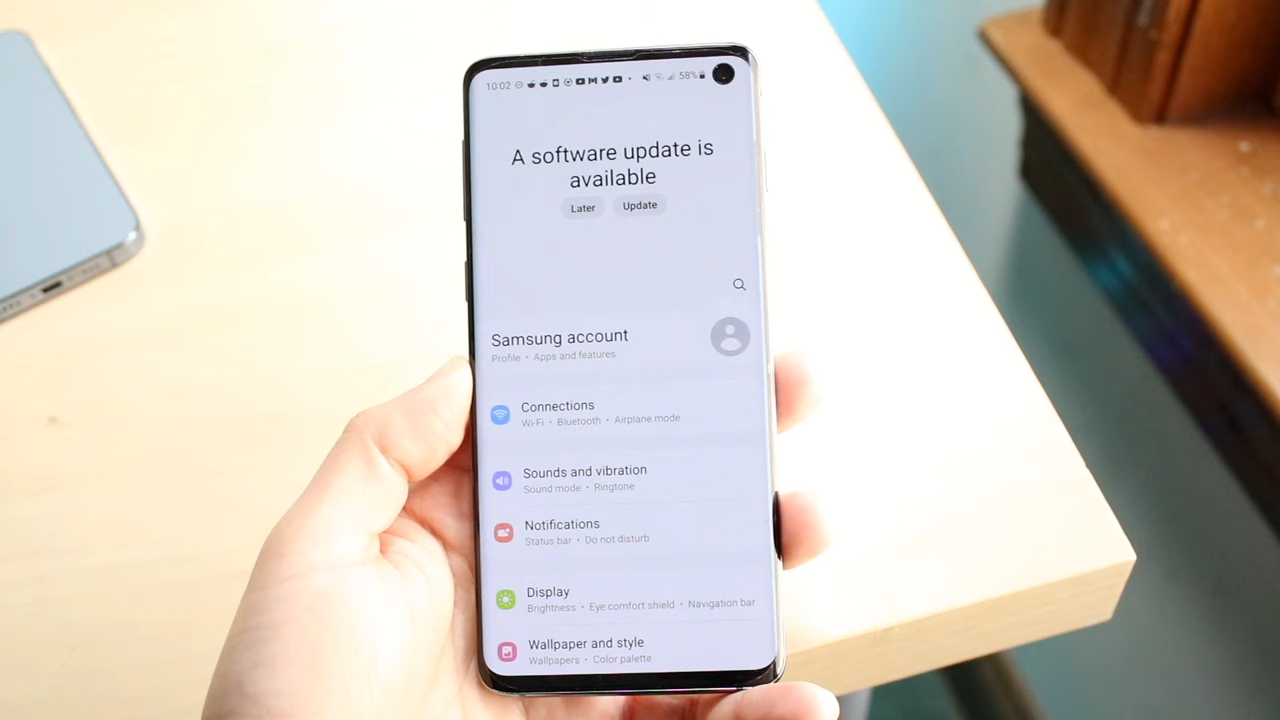 10:02 58%
A software update is
available
Later Update
Samsung account
Profile • Apps and features
Connections
Wi-Fi • Bluetooth • Airplane mode
Sounds and vibration
Sound mode • Ringtone
Notifications
Status bar • Do not disturb
Display
Brightness • Eye comfort shield • Navigation bar
Wallpaper and style
Wallpapers • Color palette